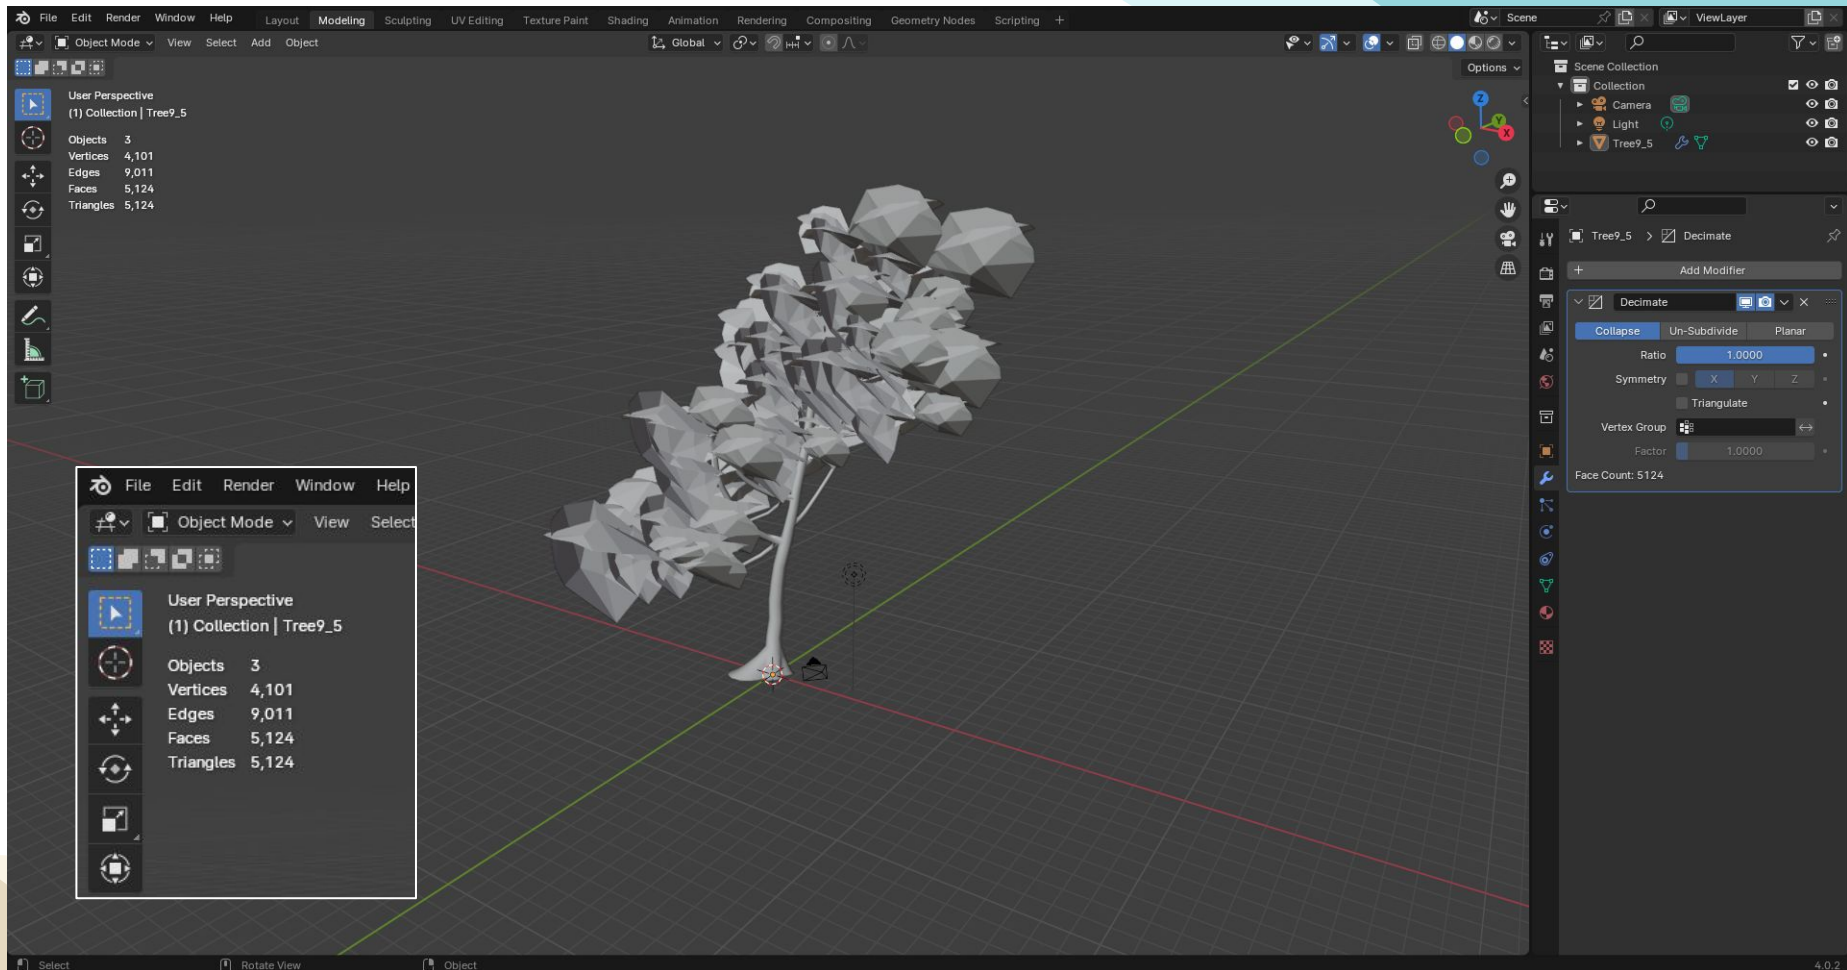 File Edit Render Window Help Layout Modeling Sculpting UV Editing Texture Paint Shading Animation Rendering Compositing Geometry Nodes Scripting + Scene ViewLayer
Object Mode View Select Add Object Global
Options
User Perspective
(1) Collection | Tree9_5
Objects 3
Vertices 4,101
Edges 9,011
Faces 5,124
Triangles 5,124
Z
Y
X
File Edit Render Window Help
Object Mode View Select
User Perspective
(1) Collection | Tree9_5
Objects 3
Vertices 4,101
Edges 9,011
Faces 5,124
Triangles 5,124
Scene Collection
Collection
Camera
Light
Tree9_5
Tree9_5 > Decimate
+ Add Modifier
Decimate
Collapse Un-Subdivide Planar
Ratio 1.0000
Symmetry X Y Z
Triangulate
Vertex Group
Factor 1.0000
Face Count: 5124
Select Rotate View Object 4.0.2